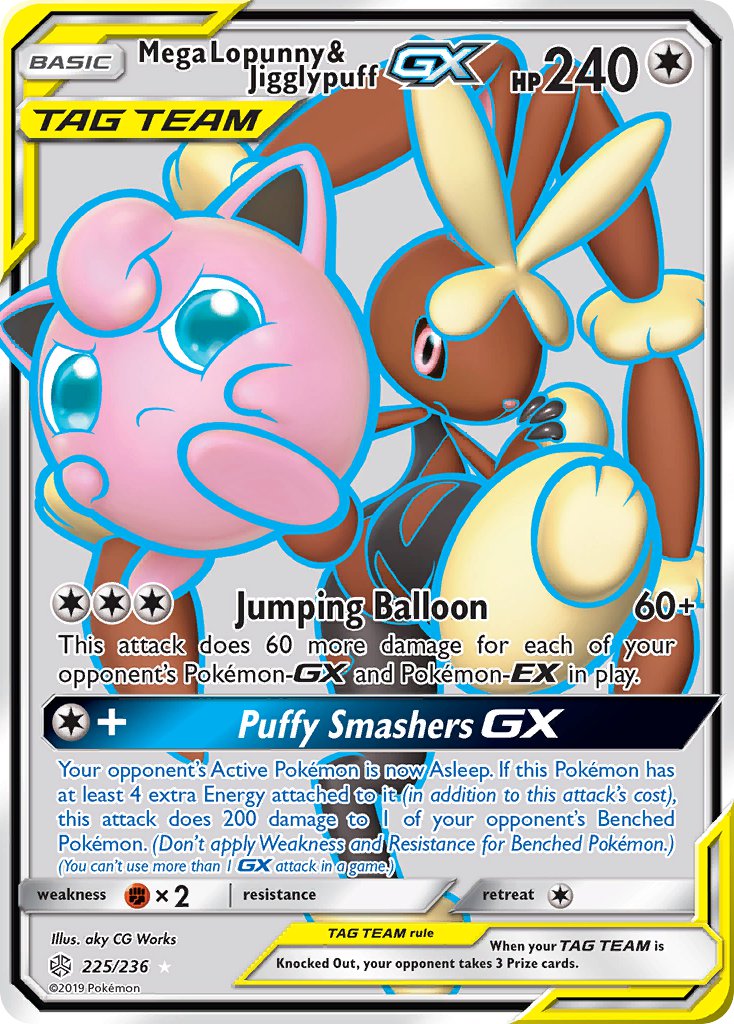 BASIC
MegaLopunny&
Jigglypuff GX
HP240
TAG TEAM
Jumping Balloon 60+
This attack does 60 more damage for each of your
opponent's Pokémon-GX and Pokémon-EX in play.
+ Puffy Smashers GX
Your opponent's Active Pokémon is now Asleep. If this Pokémon has
at least 4 extra Energy attached to it (in addition to this attack's cost),
this attack does 200 damage to 1 of your opponent's Benched
Pokémon. (Don't apply Weakness and Resistance for Benched Pokémon.)
(You can't use more than 1 GX attack in a game.)
weakness ×2 resistance retreat
Illus. aky CG Works
225/236
©2019 Pokémon
TAG TEAM rule
When your TAG TEAM is
Knocked Out, your opponent takes 3 Prize cards.